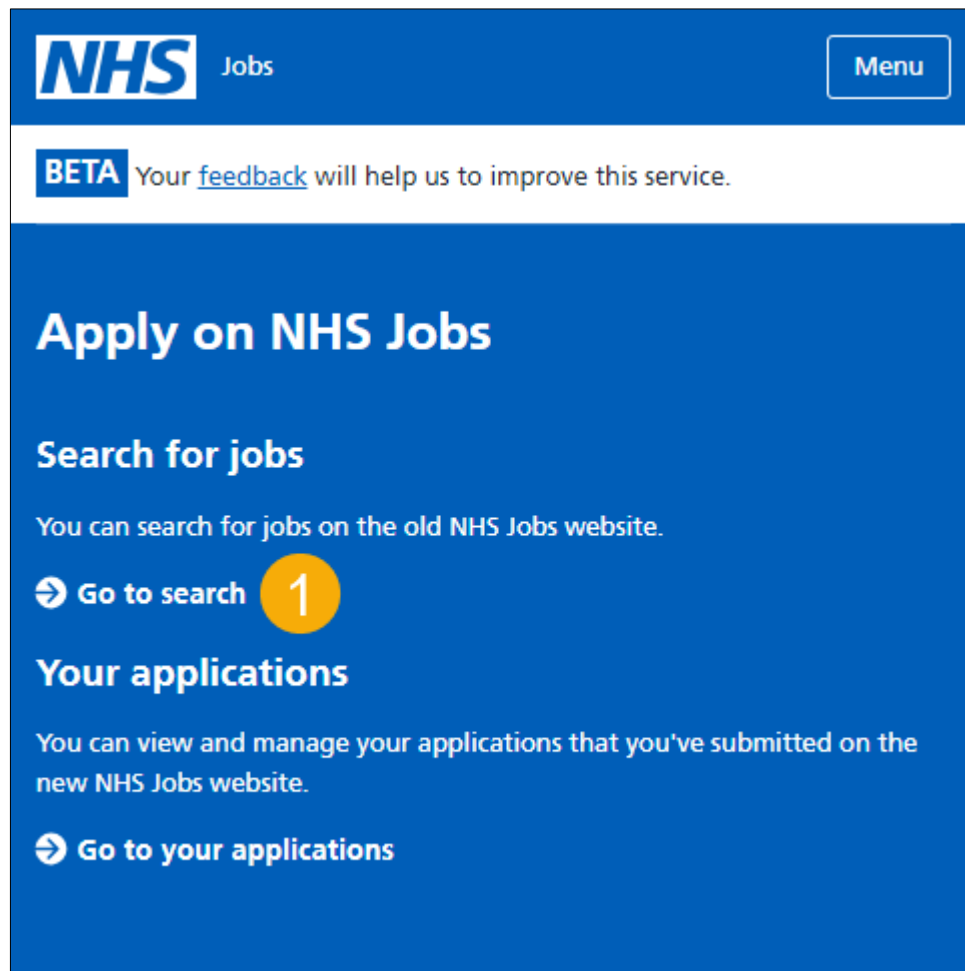 NHS Jobs Menu
BETA Your feedback will help us to improve this service.
Apply on NHS Jobs
Search for jobs
You can search for jobs on the old NHS Jobs website.
Go to search 1
Your applications
You can view and manage your applications that you've submitted on the
new NHS Jobs website.
Go to your applications